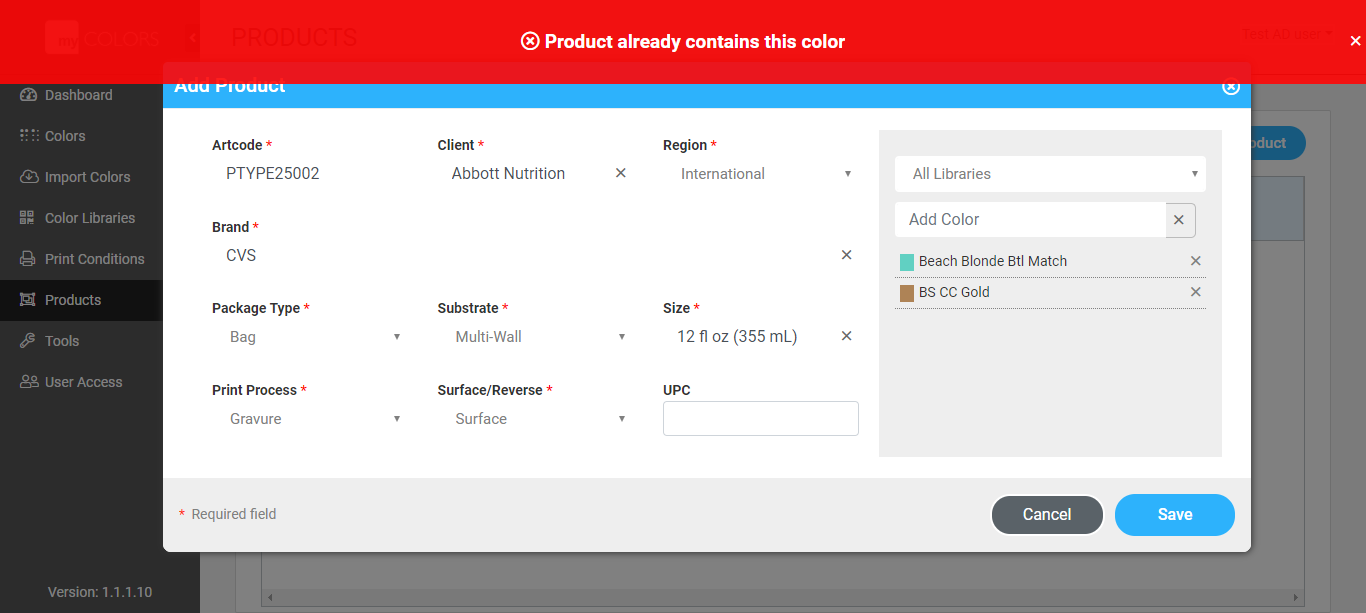 my COLORS
PRODUCTS
Product already contains this color
Test AD user
Add Product
Dashboard
Colors
Import Colors
Color Libraries
Print Conditions
Products
Tools
User Access
Version: 1.1.1.10
oduct
Artcode *
PTYPE25002
Client *
Abbott Nutrition
Region *
International
Brand *
CVS
Package Type *
Bag
Substrate *
Multi-Wall
Size *
12 fl oz (355 mL)
Print Process *
Gravure
Surface/Reverse *
Surface
UPC
All Libraries
Add Color
Beach Blonde Btl Match
BS CC Gold
* Required field
Cancel
Save